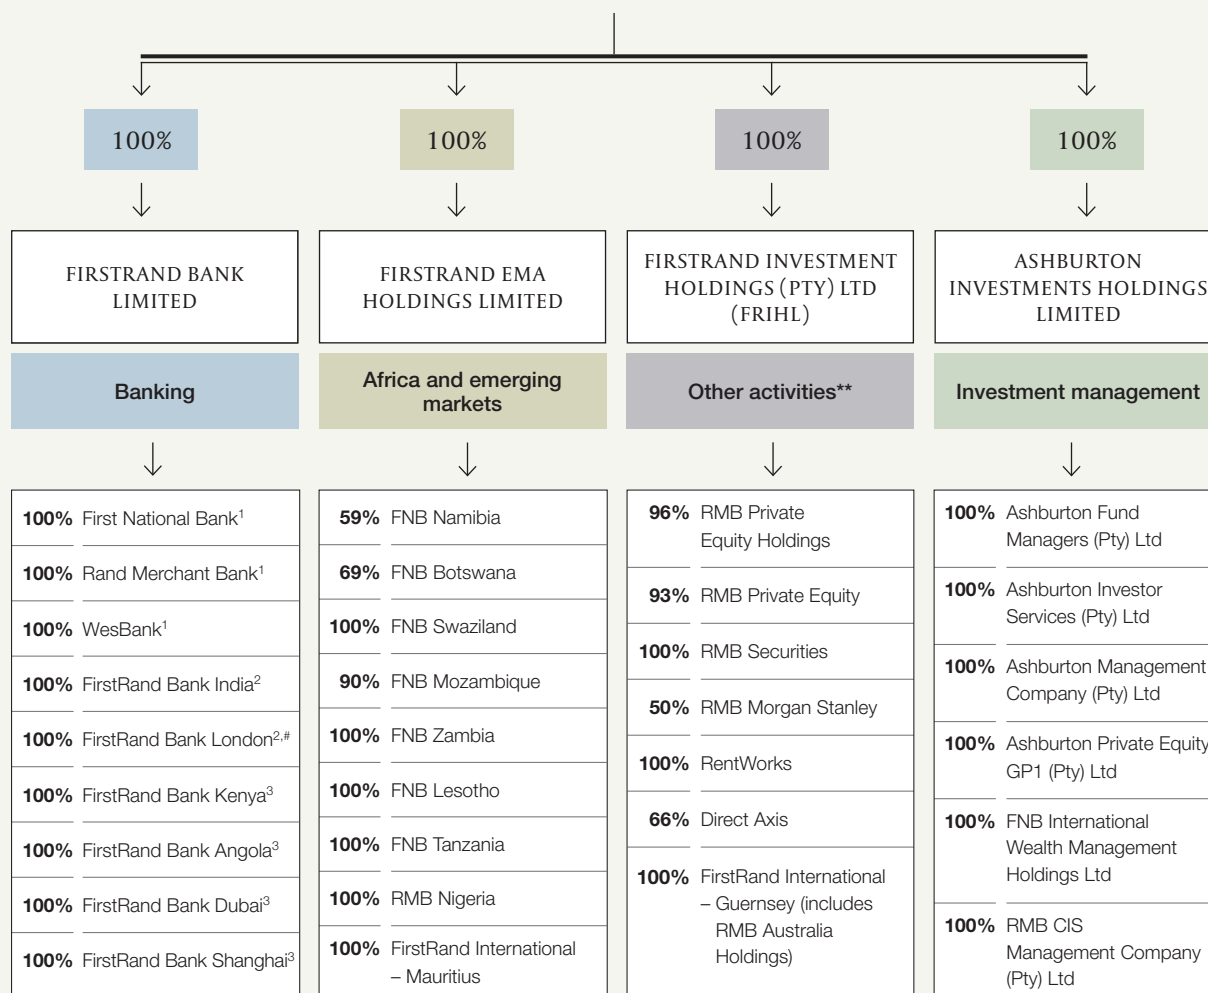 100%
100%
100%
100%
FIRSTRAND BANK
LIMITED
FIRSTRAND EMA
HOLDINGS LIMITED
FIRSTRAND INVESTMENT
HOLDINGS (PTY) LTD
(FRIHL)
ASHBURTON
INVESTMENTS HOLDINGS
LIMITED
Banking
Africa and emerging
markets
Other activities**
Investment management
100% First National Bank¹
100% Rand Merchant Bank¹
100% WesBank¹
100% FirstRand Bank India²
100% FirstRand Bank London²,#
100% FirstRand Bank Kenya³
100% FirstRand Bank Angola³
100% FirstRand Bank Dubai³
100% FirstRand Bank Shanghai³
59% FNB Namibia
69% FNB Botswana
100% FNB Swaziland
90% FNB Mozambique
100% FNB Zambia
100% FNB Lesotho
100% FNB Tanzania
100% RMB Nigeria
100% FirstRand International
– Mauritius
96% RMB Private
Equity Holdings
93% RMB Private Equity
100% RMB Securities
50% RMB Morgan Stanley
100% RentWorks
66% Direct Axis
100% FirstRand International
– Guernsey (includes
RMB Australia
Holdings)
100% Ashburton Fund
Managers (Pty) Ltd
100% Ashburton Investor
Services (Pty) Ltd
100% Ashburton Management
Company (Pty) Ltd
100% Ashburton Private Equity
GP1 (Pty) Ltd
100% FNB International
Wealth Management
Holdings Ltd
100% RMB CIS
Management Company
(Pty) Ltd